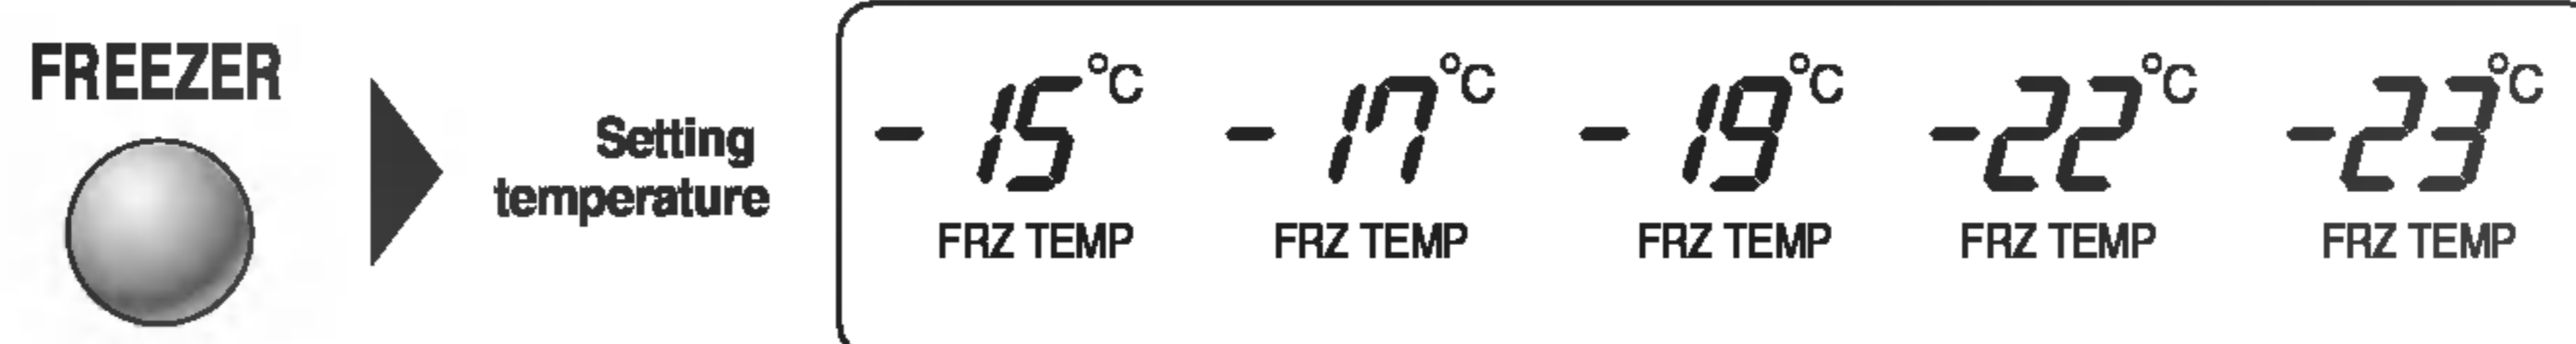 FREEZER
Setting
temperature
-15°C -17°C -19°C -22°C -23°C
FRZ TEMP FRZ TEMP FRZ TEMP FRZ TEMP FRZ TEMP